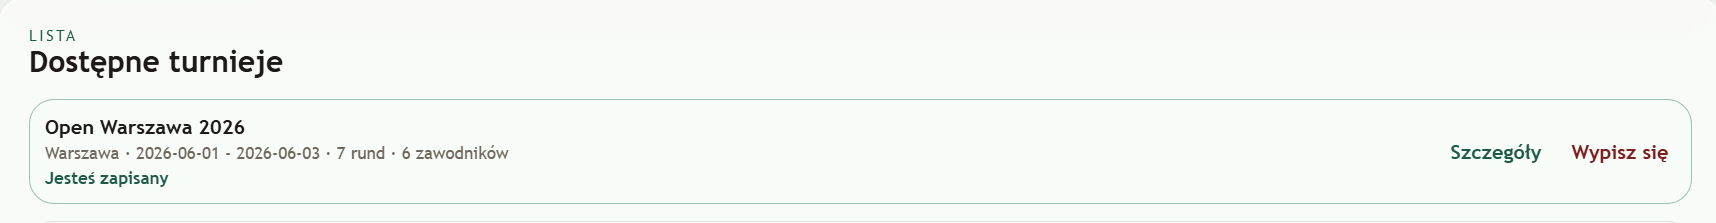 LISTA
Dostępne turnieje
Open Warszawa 2026
Warszawa · 2026-06-01 - 2026-06-03 · 7 rund · 6 zawodników
Jesteś zapisany
Szczegóły
Wypisz się